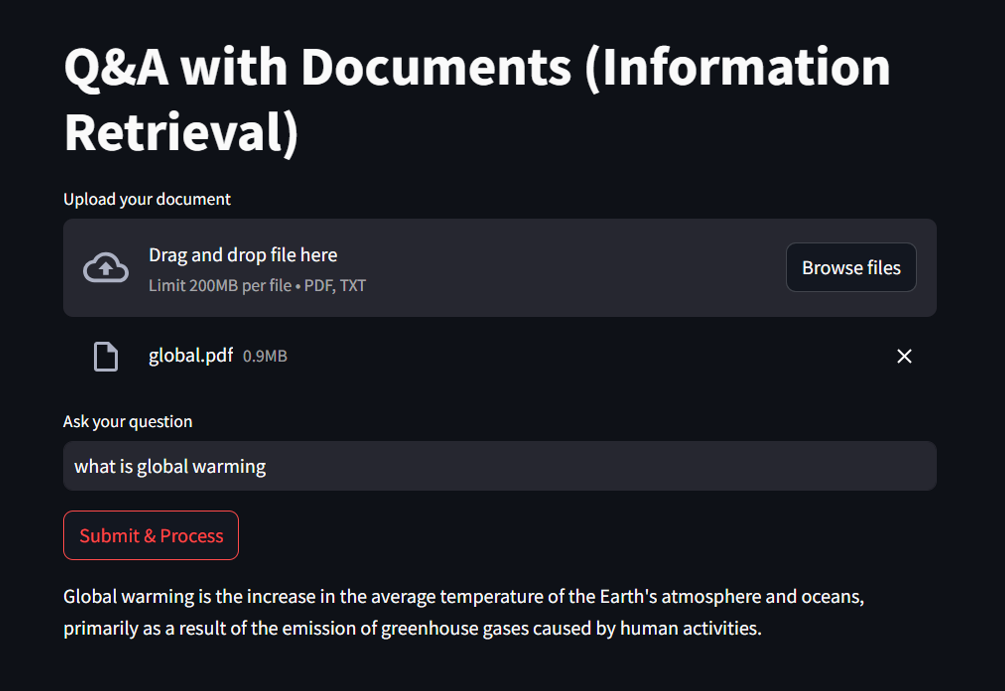 Q&A with Documents (Information
Retrieval)
Upload your document
Drag and drop file here
Limit 200MB per file • PDF, TXT
Browse files
global.pdf 0.9MB
Ask your question
what is global warming
Submit & Process
Global warming is the increase in the average temperature of the Earth's atmosphere and oceans,
primarily as a result of the emission of greenhouse gases caused by human activities.